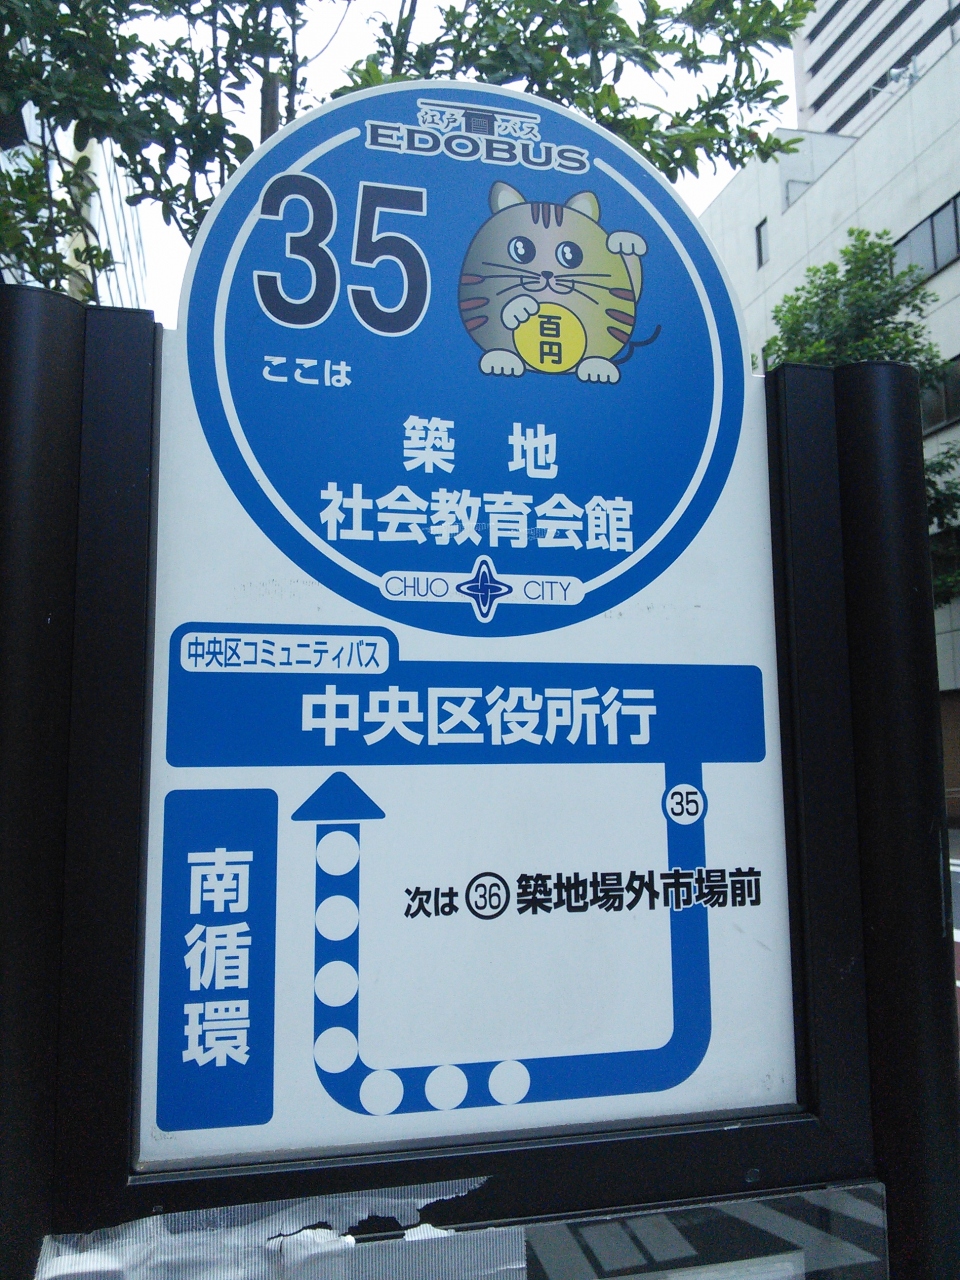 江戸バス
EDOBUS
35
百円
ここは
築地
社会教育会館
CHUO CITY
中央区コミュニティバス
中央区役所行
35
次は 36 築地場外市場前
南循環